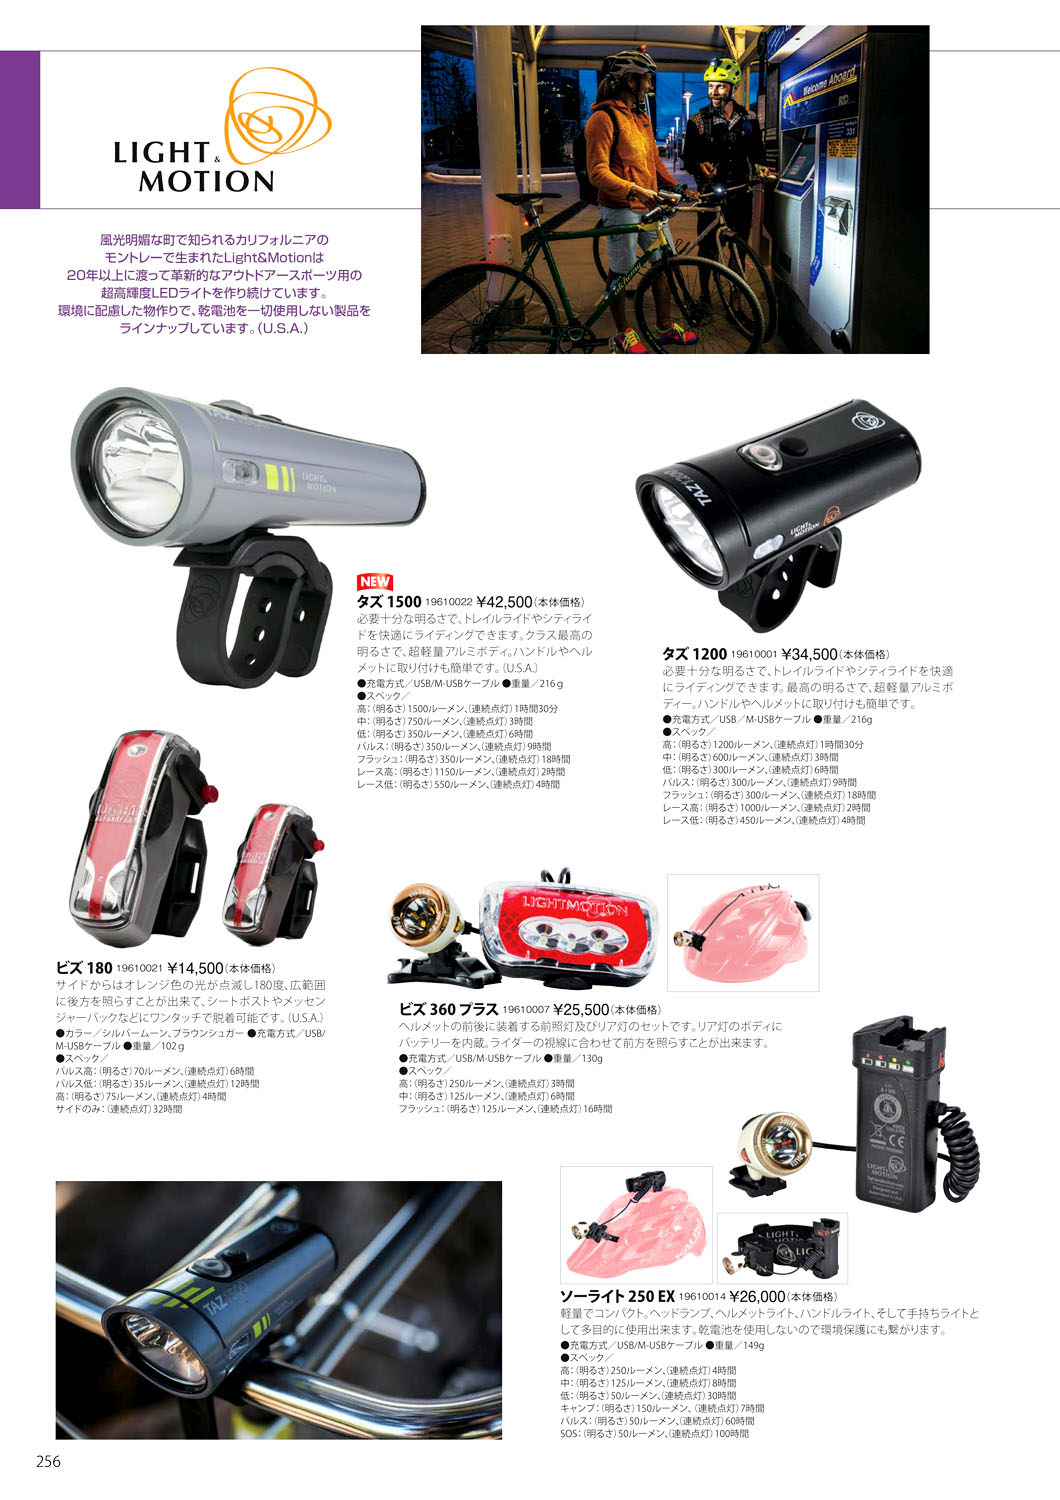 LIGHT &
MOTION
Welcome Aboard
RTD
331
風光明媚な町で知られるカリフォルニアの
モントレーで生まれたLight&Motionは
20年以上に渡って革新的なアウトドアースポーツ用の
超高輝度LEDライトを作り続けています。
環境に配慮した物作りで、乾電池を一切使用しない製品を
ラインナップしています。(U.S.A.)
TAZ
LIGHT&
MOTION
TAZ1200
LIGHT&
MOTION
NEW
タズ 1500 19610022 ¥42,500(本体価格)
必要十分な明るさで、トレイルライドやシティライ
ドを快適にライディングできます。クラス最高の
明るさで、超軽量アルミボディ。ハンドルやヘル
メットに取り付けも簡単です。(U.S.A.)
●充電方式/USB/M-USBケーブル ●重量/216g
●スペック/
高:(明るさ)1500ルーメン、(連続点灯)1時間30分
中:(明るさ)750ルーメン、(連続点灯)3時間
低:(明るさ)350ルーメン、(連続点灯)6時間
パルス:(明るさ)350ルーメン、(連続点灯)9時間
フラッシュ:(明るさ)350ルーメン、(連続点灯)18時間
レース高:(明るさ)1150ルーメン、(連続点灯)2時間
レース低:(明るさ)550ルーメン、(連続点灯)4時間
タズ 1200 19610001 ¥34,500(本体価格)
必要十分な明るさで、トレイルライドやシティライドを快適
にライディングできます。最高の明るさで、超軽量アルミボ
ディー。ハンドルやヘルメットに取り付けも簡単です。
●充電方式/USB/M-USBケーブル ●重量/216g
●スペック/
高:(明るさ)1200ルーメン、(連続点灯)1時間30分
中:(明るさ)600ルーメン、(連続点灯)3時間
低:(明るさ)300ルーメン、(連続点灯)6時間
パルス:(明るさ)300ルーメン、(連続点灯)9時間
フラッシュ:(明るさ)300ルーメン、(連続点灯)18時間
レース高:(明るさ)1000ルーメン、(連続点灯)2時間
レース低:(明るさ)450ルーメン、(連続点灯)4時間
ビズ 180 19610021 ¥14,500(本体価格)
サイドからはオレンジ色の光が点滅し180度、広範囲
に後方を照らすことが出来て、シートポストやメッセン
ジャーバックなどにワンタッチで脱着可能です。(U.S.A.)
●カラー/シルバームーン、ブラウンシュガー ●充電方式/USB/
M-USBケーブル ●重量/102g
●スペック/
パルス高:(明るさ)70ルーメン、(連続点灯)6時間
パルス低:(明るさ)35ルーメン、(連続点灯)12時間
高:(明るさ)75ルーメン、(連続点灯)4時間
サイドのみ:(連続点灯)32時間
LIGHTMOTION
ビズ 360 プラス 19610007 ¥25,500(本体価格)
ヘルメットの前後に装着する前照灯及びリア灯のセットです。リア灯のボディに
バッテリーを内蔵。ライダーの視線に合わせて前方を照らすことが出来ます。
●充電方式/USB/M-USBケーブル ●重量/130g
●スペック/
高:(明るさ)250ルーメン、(連続点灯)3時間
中:(明るさ)125ルーメン、(連続点灯)6時間
フラッシュ:(明るさ)125ルーメン、(連続点灯)16時間
LIGHT&
MOTION
ソーライト 250 EX 19610014 ¥26,000(本体価格)
軽量でコンパクト。ヘッドランプ、ヘルメットライト、ハンドルライト、そして手持ちライトと
して多目的に使用出来ます。乾電池を使用しないので環境保護にも繋がります。
●充電方式/USB/M-USBケーブル ●重量/149g
●スペック/
高:(明るさ)250ルーメン、(連続点灯)4時間
中:(明るさ)125ルーメン、(連続点灯)8時間
低:(明るさ)50ルーメン、(連続点灯)30時間
キャンプ:(明るさ)150ルーメン、(連続点灯)7時間
パルス:(明るさ)50ルーメン、(連続点灯)60時間
SOS:(明るさ)50ルーメン、(連続点灯)100時間
256